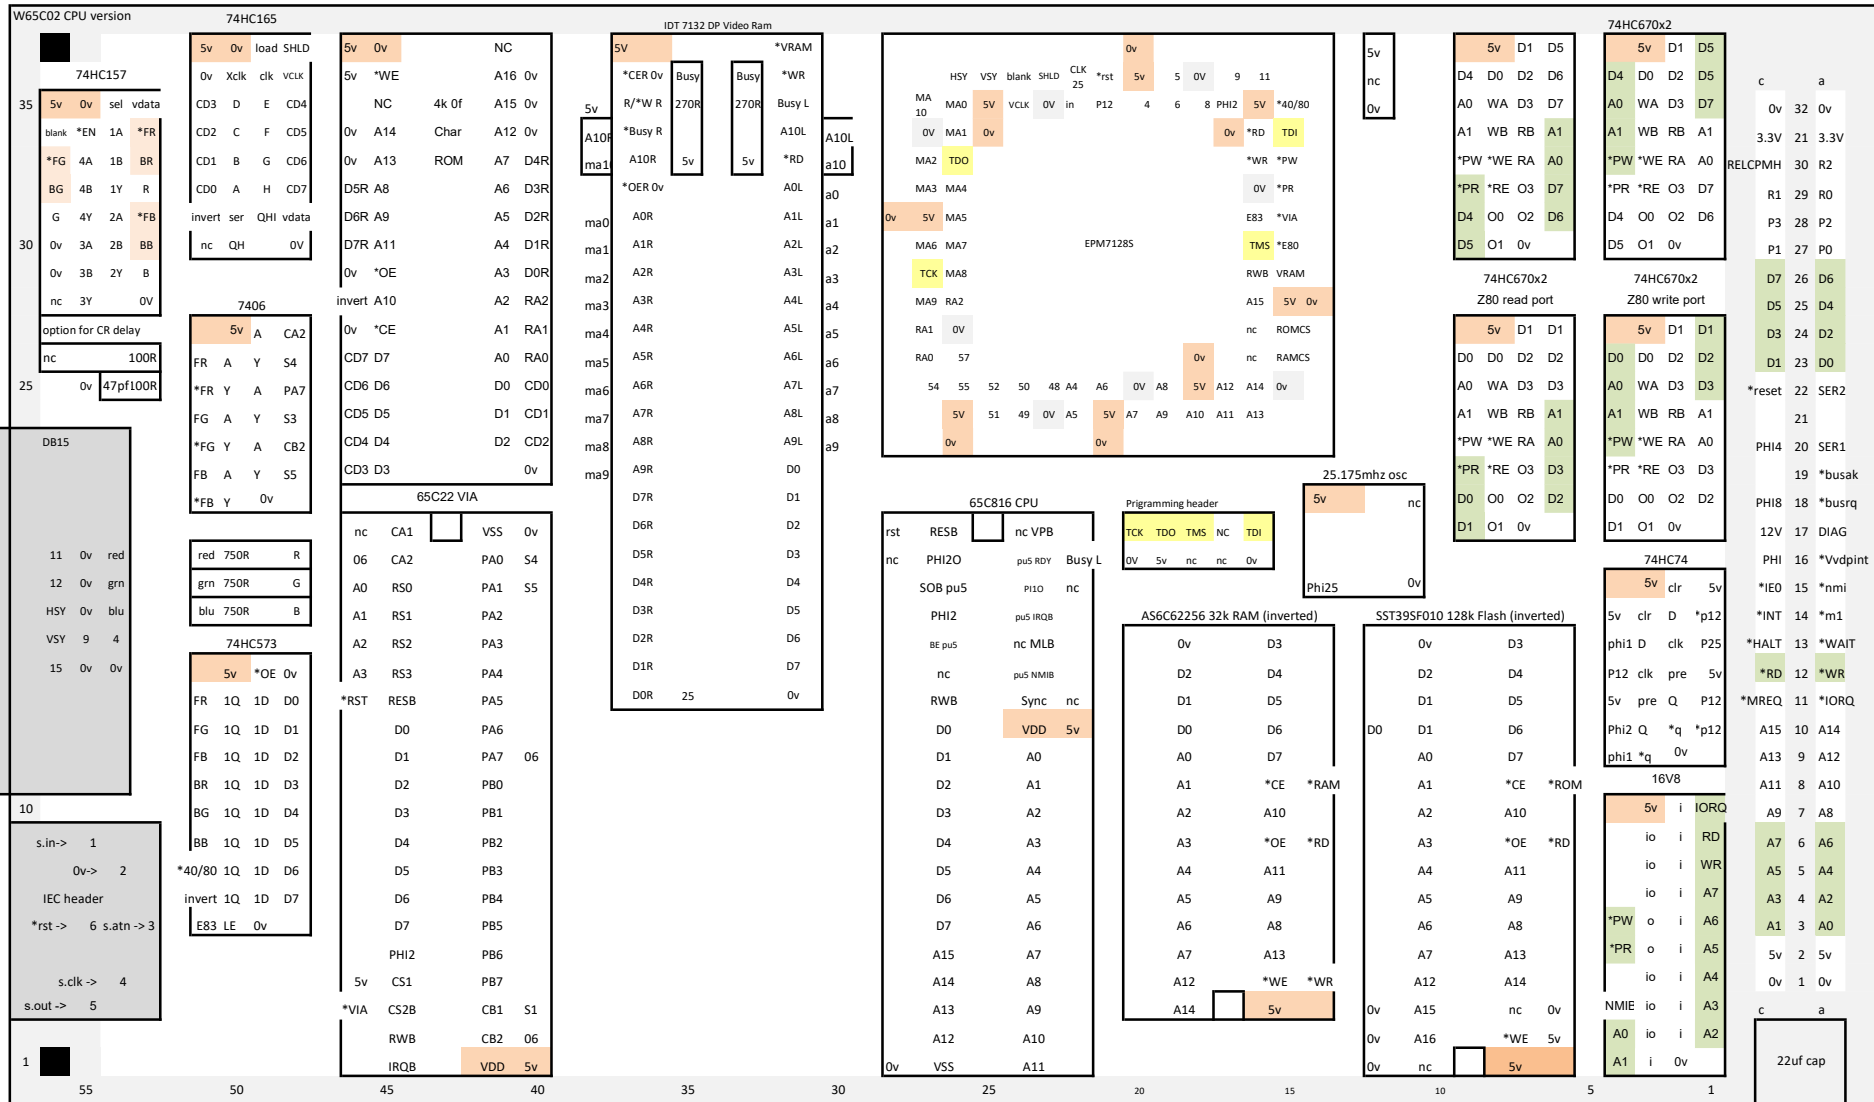 W65C02 CPU version
74HC165
IDT 7132 DP Video Ram
74HC670x2
5v 0v load SHLD
0v Xclk clk VCLK
CD3 D E CD4
CD2 C F CD5
CD1 B G CD6
CD0 A H CD7
invert ser QHI vdata
nc QH 0V
74HC157
35
5v 0v sel vdata
blank *EN 1A *FR
*FG 4A 1B BR
BG 4B 1Y R
G 4Y 2A *FB
30
0v 3A 2B BB
0v 3B 2Y B
nc 3Y 0V
option for CR delay
nc 100R
25
0v 47pf 100R
7406
5v A CA2
FR A Y S4
*FR Y A PA7
FG A Y S3
*FG Y A CB2
FB A Y S5
*FB Y 0v
DB15
11 0v red
12 0v grn
HSY 0v blu
VSY 9 4
15 0v 0v
red 750R R
grn 750R G
blu 750R B
74HC573
5v *OE 0v
FR 1Q 1D D0
FG 1Q 1D D1
FB 1Q 1D D2
BR 1Q 1D D3
BG 1Q 1D D4
BB 1Q 1D D5
*40/80 1Q 1D D6
invert 1Q 1D D7
E83 LE 0v
10
s.in-> 1
0v-> 2
IEC header
*rst -> 6 s.atn -> 3
s.clk -> 4
s.out -> 5
1
5v 0v NC
5v *WE A16 0v
NC 4k 0f A15 0v
0v A14 Char A12 0v
0v A13 ROM A7 D4R
D5R A8 A6 D3R
D6R A9 A5 D2R
D7R A11 A4 D1R
0v *OE A3 D0R
invert A10 A2 RA2
0v *CE A1 RA1
CD7 D7 A0 RA0
CD6 D6 D0 CD0
CD5 D5 D1 CD1
CD4 D4 D2 CD2
CD3 D3 0v
65C22 VIA
nc CA1 VSS 0v
06 CA2 PA0 S4
A0 RS0 PA1 S5
A1 RS1 PA2
A2 RS2 PA3
A3 RS3 PA4
*RST RESB PA5
D0 PA6
D1 PA7 06
D2 PB0
D3 PB1
D4 PB2
D5 PB3
D6 PB4
D7 PB5
PHI2 PB6
5v CS1 PB7
*VIA CS2B CB1 S1
RWB CB2 06
IRQB VDD 5v
5V *VRAM
*CER 0v Busy Busy *WR
5v R/*W R 270R 270R Busy L
A10R *Busy R A10L A10L
ma10 A10R 5v 5v *RD a10
*OER 0v A0L a0
ma0 A0R A1L a1
ma1 A1R A2L a2
ma2 A2R A3L a3
ma3 A3R A4L a4
ma4 A4R A5L a5
ma5 A5R A6L a6
ma6 A6R A7L a7
ma7 A7R A8L a8
ma8 A8R A9L a9
ma9 A9R D0
D7R D1
D6R D2
D5R D3
D4R D4
D3R D5
D2R D6
D1R D7
D0R 25 0v
0v
HSY VSY blank SHLD CLK 25 *rst 5v 5 0V 9 11
MA 10 MA0 5V VCLK 0V in P12 4 6 8 PHI2 5V *40/80
0V MA1 0v 0v *RD TDI
MA2 TDO *WR *PW
MA3 MA4 0V *PR
0v 5V MA5 E83 *VIA
MA6 MA7 EPM7128S TMS *E80
TCK MA8 RWB VRAM
MA9 RA2 A15 5V 0v
RA1 0V nc ROMCS
RA0 57 0v nc RAMCS
54 55 52 50 48 A4 A6 0V A8 5V A12 A14 0v
5V 51 49 0V A5 5V A7 A9 A10 A11 A13
0v 0v
5v
nc
0v
65C816 CPU
rst RESB nc VPB
nc PHI2O pu5 RDY Busy L
SOB pu5 PI1O nc
PHI2 pu5 IRQB
BE pu5 nc MLB
nc pu5 NMIB
RWB Sync nc
D0 VDD 5v
D1 A0
D2 A1
D3 A2
D4 A3
D5 A4
D6 A5
D7 A6
A15 A7
A14 A8
A13 A9
A12 A10
0v VSS A11
Prigramming header
TCK TDO TMS NC TDI
0V 5v nc nc 0v
25.175mhz osc
5v nc
Phi25 0v
AS6C62256 32k RAM (inverted)
0v D3
D2 D4
D1 D5
D0 D6
A0 D7
A1 *CE *RAM
A2 A10
A3 *OE *RD
A4 A11
A5 A9
A6 A8
A7 A13
A12 *WE *WR
A14 5v
SST39SF010 128k Flash (inverted)
0v D3
D2 D4
D1 D5
D0 D1 D6
A0 D7
A1 *CE *ROM
A2 A10
A3 *OE *RD
A4 A11
A5 A9
A6 A8
A7 A13
A12 A14
0v A15 nc 0v
0v A16 *WE 5v
0v nc 5v
5v D1 D5
D4 D0 D2 D6
A0 WA D3 D7
A1 WB RB A1
*PW *WE RA A0
*PR *RE O3 D7
D4 O0 O2 D6
D5 O1 0v
5v D1 D5
D4 D0 D2 D5
A0 WA D3 D7
A1 WB RB A1
*PW *WE RA A0
*PR *RE O3 D7
D4 O0 O2 D6
D5 O1 0v
74HC670x2
Z80 read port
5v D1 D1
D0 D0 D2 D2
A0 WA D3 D3
A1 WB RB A1
*PW *WE RA A0
*PR *RE O3 D3
D0 O0 O2 D2
D1 O1 0v
74HC670x2
Z80 write port
5v D1 D1
D0 D0 D2 D2
A0 WA D3 D3
A1 WB RB A1
*PW *WE RA A0
*PR *RE O3 D3
D0 O0 O2 D2
D1 O1 0v
74HC74
5v clr 5v
5v clr D *p12
phi1 D clk P25
P12 clk pre 5v
5v pre Q P12
Phi2 Q *q *p12
phi1 *q 0v
16V8
5v i IORQ
io i RD
io i WR
io i A7
*PW o i A6
*PR o i A5
io i A4
NMIE io i A3
A0 io i A2
A1 i 0v
c a
0v 32 0v
3.3V 21 3.3V
RELCPMH 30 R2
R1 29 R0
P3 28 P2
P1 27 P0
D7 26 D6
D5 25 D4
D3 24 D2
D1 23 D0
*reset 22 SER2
21
PHI4 20 SER1
19 *busak
PHI8 18 *busrq
12V 17 DIAG
PHI 16 *Vvdpint
*IE0 15 *nmi
*INT 14 *m1
*HALT 13 *WAIT
*RD 12 *WR
*MREQ 11 *IORQ
A15 10 A14
A13 9 A12
A11 8 A10
A9 7 A8
A7 6 A6
A5 5 A4
A3 4 A2
A1 3 A0
5v 2 5v
0v 1 0v
c a
22uf cap
55 50 45 40 35 30 25 20 15 10 5 1